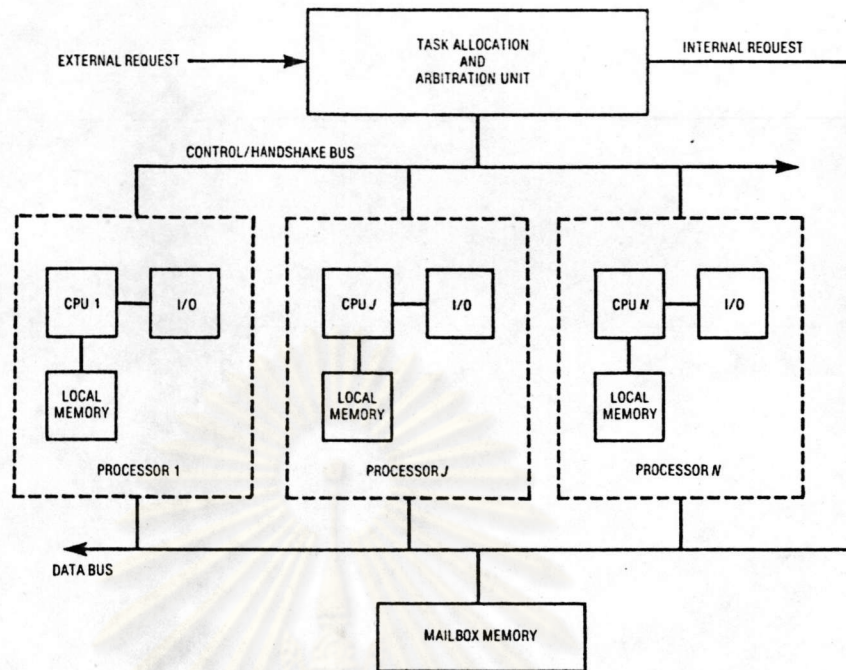 TASK ALLOCATION
AND
ARBITRATION UNIT
EXTERNAL REQUEST
INTERNAL REQUEST
CONTROL/HANDSHAKE BUS
CPU 1
I/O
LOCAL
MEMORY
PROCESSOR 1
CPU J
I/O
LOCAL
MEMORY
PROCESSOR J
CPU N
I/O
LOCAL
MEMORY
PROCESSOR N
DATA BUS
MAILBOX MEMORY